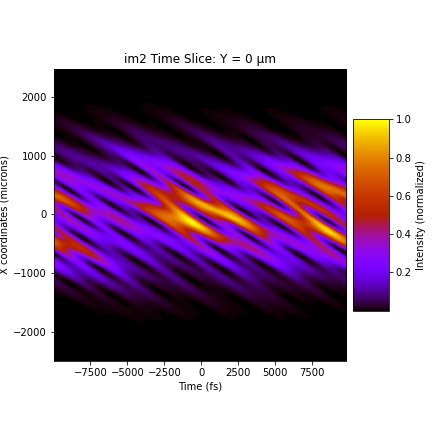 im2 Time Slice: Y = 0 μm
2000
1000
0
−1000
−2000
X coordinates (microns)
−7500 −5000 −2500 0 2500 5000 7500
Time (fs)
1.0
0.8
0.6
0.4
0.2
Intensity (normalized)